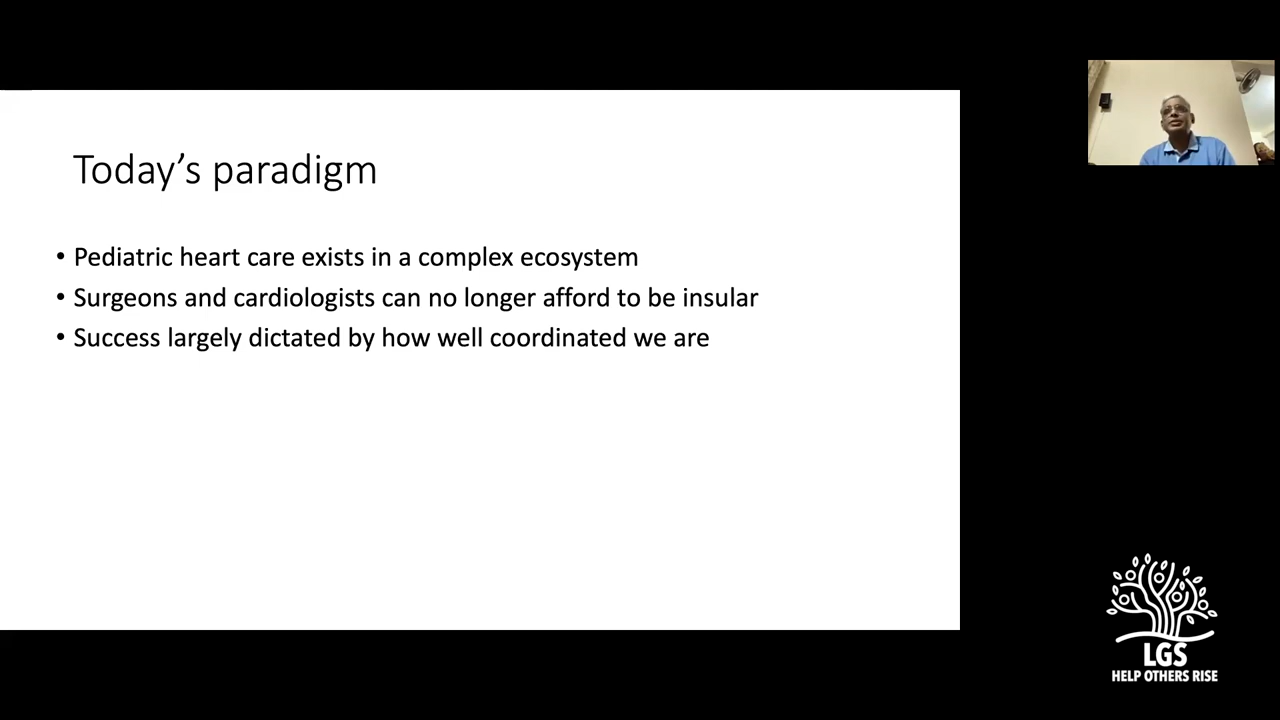 Today’s paradigm
• Pediatric heart care exists in a complex ecosystem
• Surgeons and cardiologists can no longer afford to be insular
• Success largely dictated by how well coordinated we are
LGS
HELP OTHERS RISE